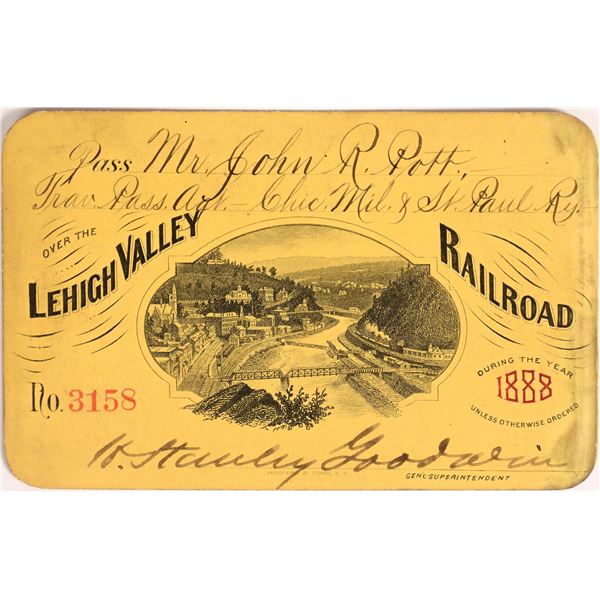 Pass Mr. John R. Pott,
Trav. Pass. Agt. — Chic. Mil. & St. Paul Ry.
OVER THE
LEHIGH VALLEY RAILROAD
DURING THE YEAR
1888
UNLESS OTHERWISE ORDERED
No. 3158
H. Stanley Goodwin
GENL. SUPERINTENDENT
& SONS, N.Y.